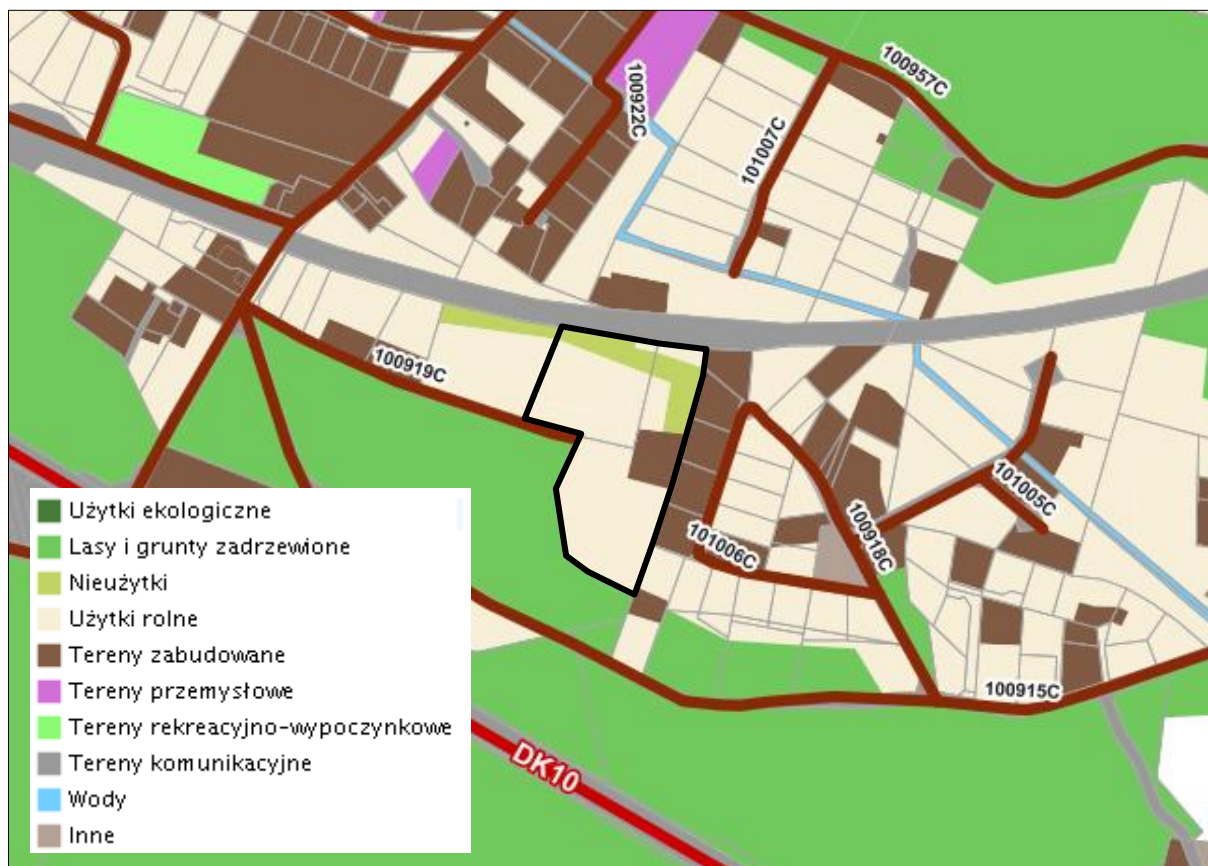 100957C
100922C
101007C
100919C
101005C
101006C
100918C
100915C
DK10
Użytki ekologiczne
Lasy i grunty zadrzewione
Nieużytki
Użytki rolne
Tereny zabudowane
Tereny przemysłowe
Tereny rekreacyjno-wypoczynkowe
Tereny komunikacyjne
Wody
Inne